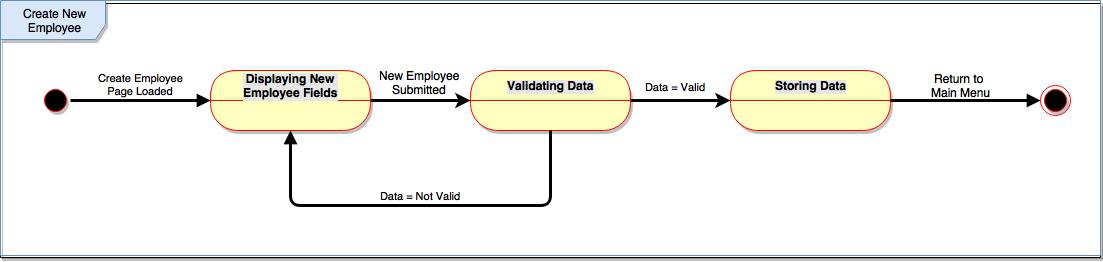 Create New
Employee
Create Employee
Page Loaded
Displaying New
Employee Fields
New Employee
Submitted
Validating Data
Data = Valid
Storing Data
Return to
Main Menu
Data = Not Valid